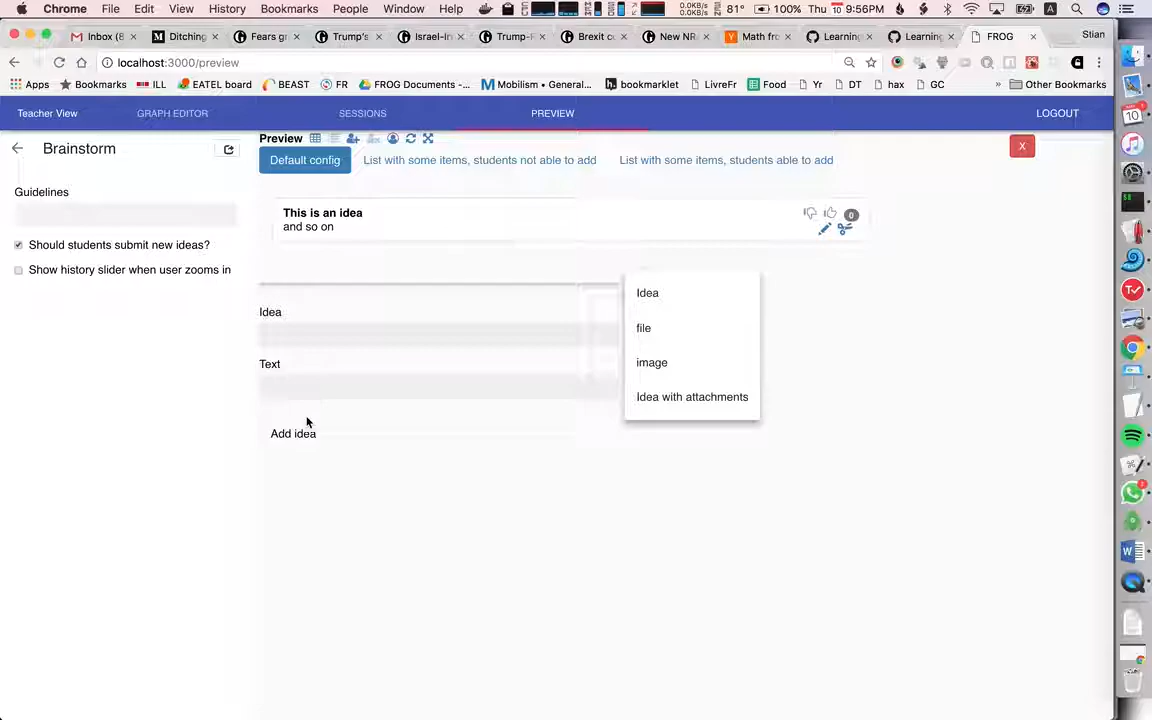 Chrome File Edit View History Bookmarks People Window Help 0.0KB/s 0.0KB/s 81° 100% Thu 10 9:56PM
Inbox (8 Ditching Fears gr Trump's Israel-In Trump-F Brexit c New NR Math fro Learning Learning FROG Stian
localhost:3000/preview
Apps Bookmarks ILL EATEL board BEAST FR FROG Documents -... Mobilism • General... bookmarklet LivreFr Food Yr DT hax GC » Other Bookmarks
Teacher View GRAPH EDITOR SESSIONS PREVIEW LOGOUT
Brainstorm
Guidelines
Should students submit new ideas?
Show history slider when user zooms in
Preview
X
Default config List with some items, students not able to add List with some items, students able to add
This is an idea
and so on
0
Idea
Text
Add idea
Idea
file
image
Idea with attachments